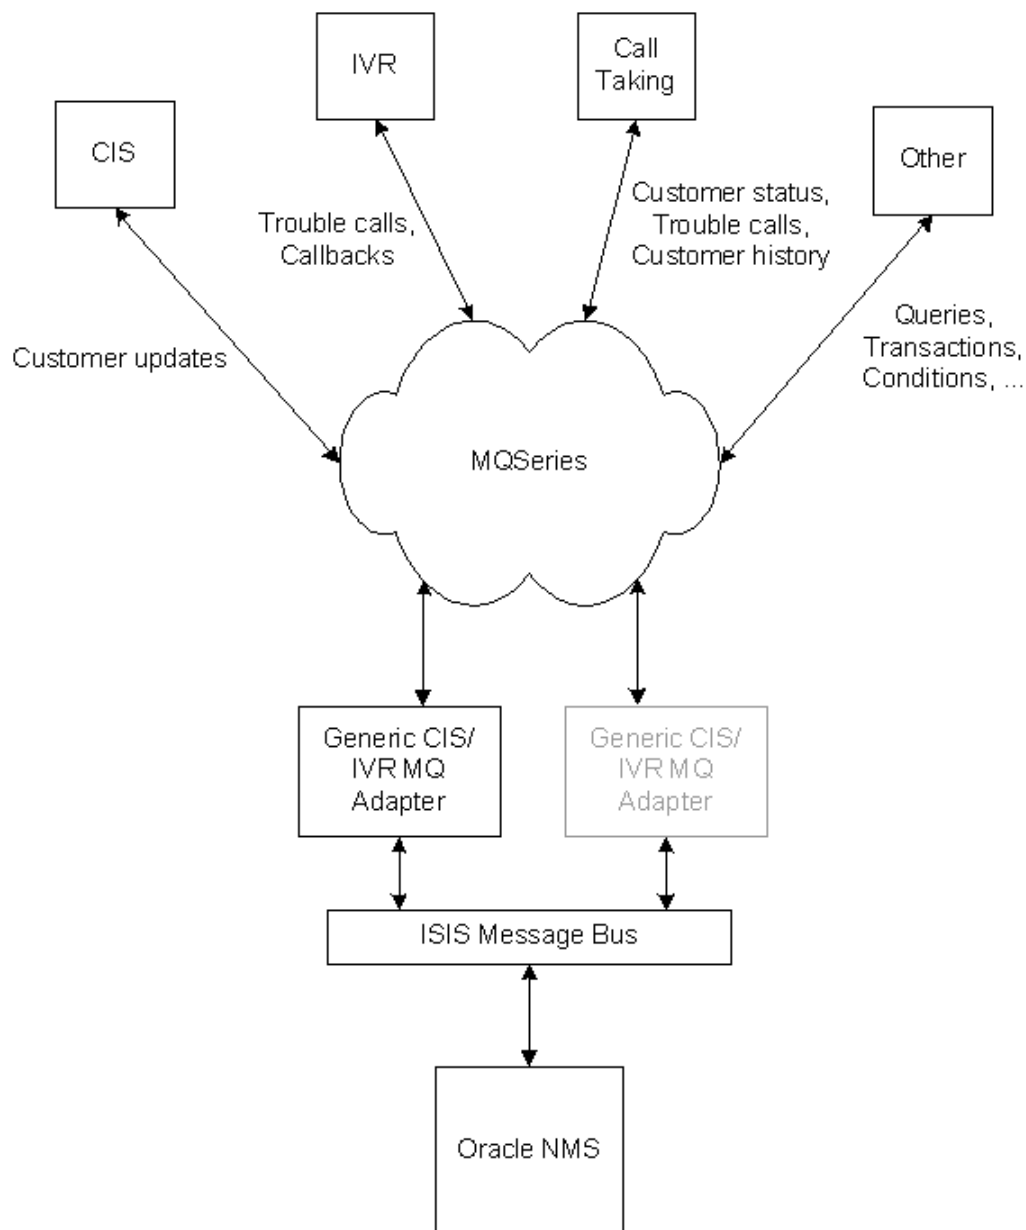 IVR
Call
Taking
CIS
Other
Trouble calls,
Callbacks
Customer status,
Trouble calls,
Customer history
Customer updates
Queries,
Transactions,
Conditions, ...
MQSeries
Generic CIS/
IVR MQ
Adapter
Generic CIS/
IVR MQ
Adapter
ISIS Message Bus
Oracle NMS